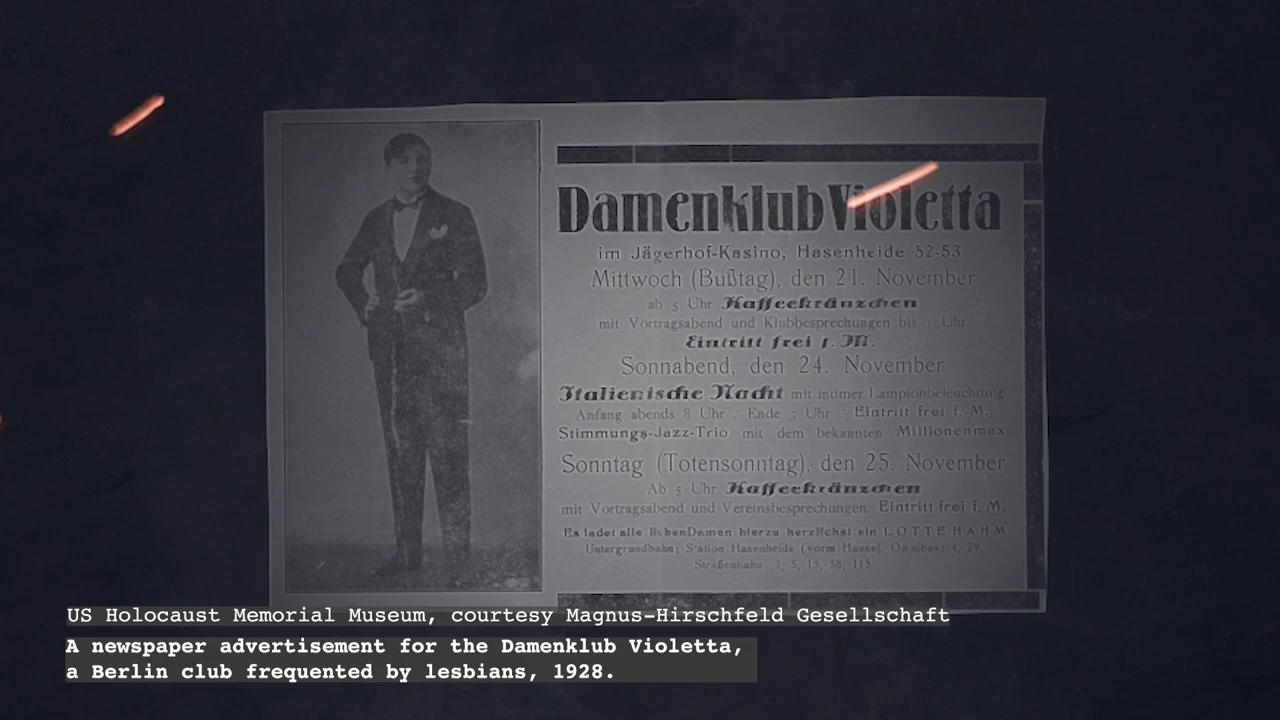 Damenklub Violetta
im Jägerhof-Kasino, Hasenheide 52-53
Mittwoch (Bußtag), den 21. November
ab 5 Uhr Kaffeekränzchen
mit Vortragsabend und Klubbesprechungen bis 1 Uhr
Eintritt frei f. M.
Sonnabend, den 24. November
Italienische Nacht mit intimer Lampionbeleuchtung
Anfang abends 8 Uhr .· Ende 3 Uhr .· Eintritt frei f. M.
Stimmungs-Jazz-Trio mit dem bekannten Millionenmax
Sonntag (Totensonntag), den 25. November
Ab 5 Uhr Kaffeekränzchen
mit Vortragsabend und Vereinsbesprechungen. Eintritt frei f. M.
Es ladet alle lieben Damen hierzu herzlichst ein LOTTE HAHM
Untergrundbahn: Station Hasenheide (vorm Hause). Omnibus: 4, 29.
Straßenbahn: 3, 5, 15, 58, 115.
US Holocaust Memorial Museum, courtesy Magnus-Hirschfeld Gesellschaft
A newspaper advertisement for the Damenklub Violetta,
a Berlin club frequented by lesbians, 1928.